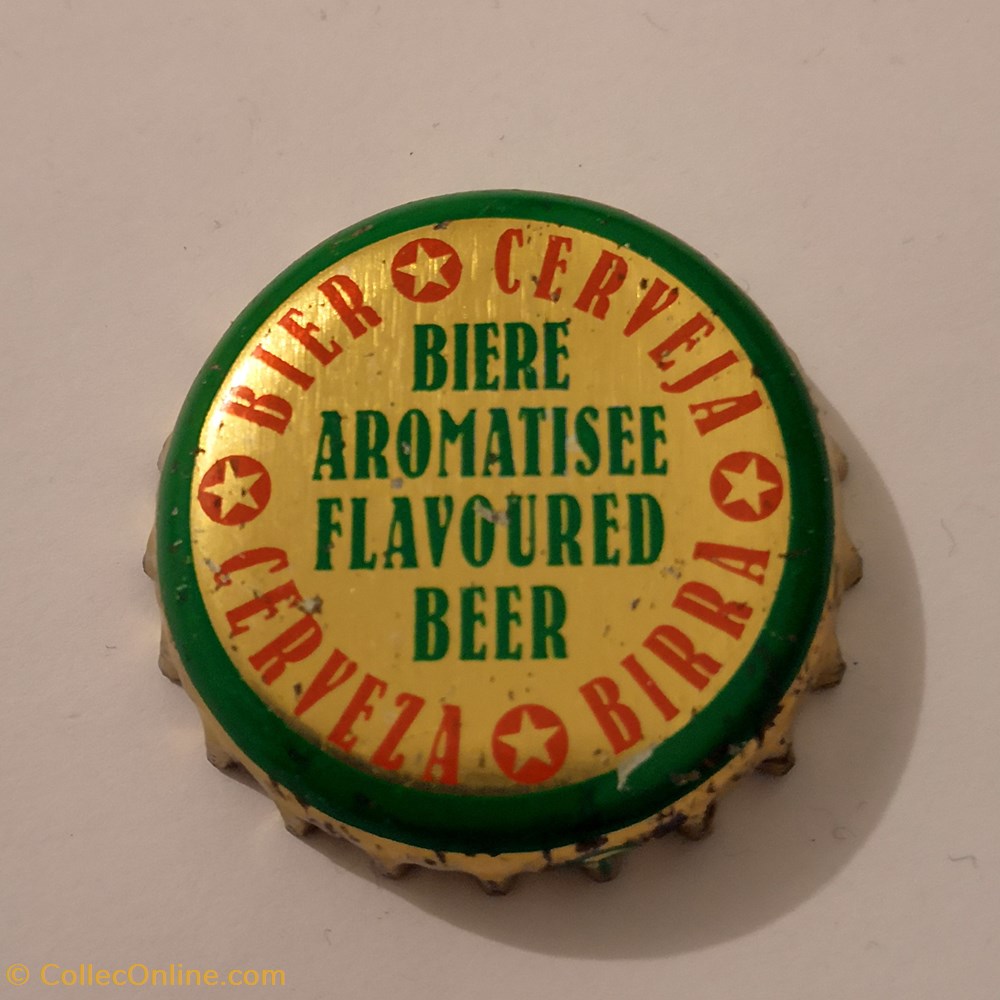 BIER CERVEJA BIRRA CERVEZA
BIERE
AROMATISEE
FLAVOURED
BEER
© CollecOnline.com